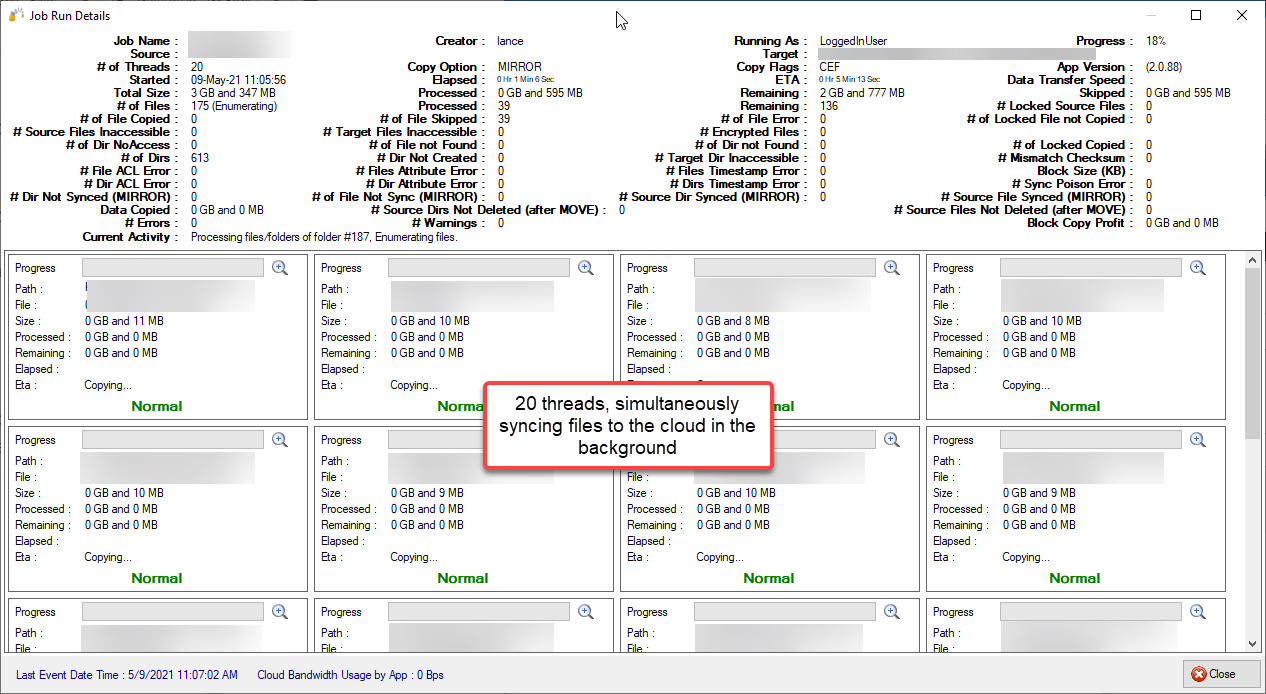 Job Run Details
Job Name : Creator : lance Running As : LoggedInUser Progress : 18%
Source : Target :
# of Threads : 20 Copy Option : MIRROR Copy Flags : CEF App Version : (2.0.88)
Started : 09-May-21 11:05:56 Elapsed : 0 Hr 1 Min 6 Sec ETA : 0 Hr 5 Min 13 Sec Data Transfer Speed :
Total Size : 3 GB and 347 MB Processed : 0 GB and 595 MB Remaining : 2 GB and 777 MB Skipped : 0 GB and 595 MB
# of Files : 175 (Enumerating) Processed : 39 Remaining : 136 # Locked Source Files : 0
# of File Copied : 0 # of File Skipped : 39 # of File Error : 0 # of Locked File not Copied : 0
# Source Files Inaccessible : 0 # Target Files Inaccessible : 0 # Encrypted Files : 0
# of Dir NoAccess : 0 # of File not Found : 0 # of Dir not Found : 0 # of Locked Copied : 0
# of Dirs : 613 # Dir Not Created : 0 # Target Dir Inaccessible : 0 # Mismatch Checksum : 0
# File ACL Error : 0 # Files Attribute Error : 0 # Files Timestamp Error : 0 Block Size (KB) :
# Dir ACL Error : 0 # Dir Attribute Error : 0 # Dirs Timestamp Error : 0 # Sync Poison Error : 0
# Dir Not Synced (MIRROR) : 0 # of File Not Sync (MIRROR) : 0 # Source Dir Synced (MIRROR) : 0 # Source File Synced (MIRROR) : 0
Data Copied : 0 GB and 0 MB # Source Dirs Not Deleted (after MOVE) : 0 # Source Files Not Deleted (after MOVE) : 0
# Errors : 0 # Warnings : 0 Block Copy Profit : 0 GB and 0 MB
Current Activity : Processing files/folders of folder #187, Enumerating files.
Progress Progress Progress Progress
Path : Path : Path : Path :
File : File : File : File :
Size : 0 GB and 11 MB Size : 0 GB and 10 MB Size : 0 GB and 8 MB Size : 0 GB and 10 MB
Processed : 0 GB and 0 MB Processed : 0 GB and 0 MB Processed : 0 GB and 0 MB Processed : 0 GB and 0 MB
Remaining : 0 GB and 0 MB Remaining : 0 GB and 0 MB Remaining : 0 GB and 0 MB Remaining : 0 GB and 0 MB
Elapsed : Elapsed : Elapsed : Elapsed :
Eta : Copying... Eta : Copying... Eta : Eta : Copying...
Normal Normal
20 threads, simultaneously
syncing files to the cloud in the
background
Progress Progress Progress Progress
Path : Path : Path :
File : File : File : File :
Size : 0 GB and 10 MB Size : 0 GB and 9 MB Size : 0 GB and 10 MB Size : 0 GB and 9 MB
Processed : 0 GB and 0 MB Processed : 0 GB and 0 MB Processed : 0 GB and 0 MB Processed : 0 GB and 0 MB
Remaining : 0 GB and 0 MB Remaining : 0 GB and 0 MB Remaining : 0 GB and 0 MB Remaining : 0 GB and 0 MB
Elapsed : Elapsed : Elapsed : Elapsed :
Eta : Copying... Eta : Copying... Eta : Copying... Eta : Copying...
Normal Normal Normal Normal
Progress Progress Progress Progress
Path : Path : Path : Path :
File : File : File : File :
Last Event Date Time : 5/9/2021 11:07:02 AM Cloud Bandwidth Usage by App : 0 Bps Close